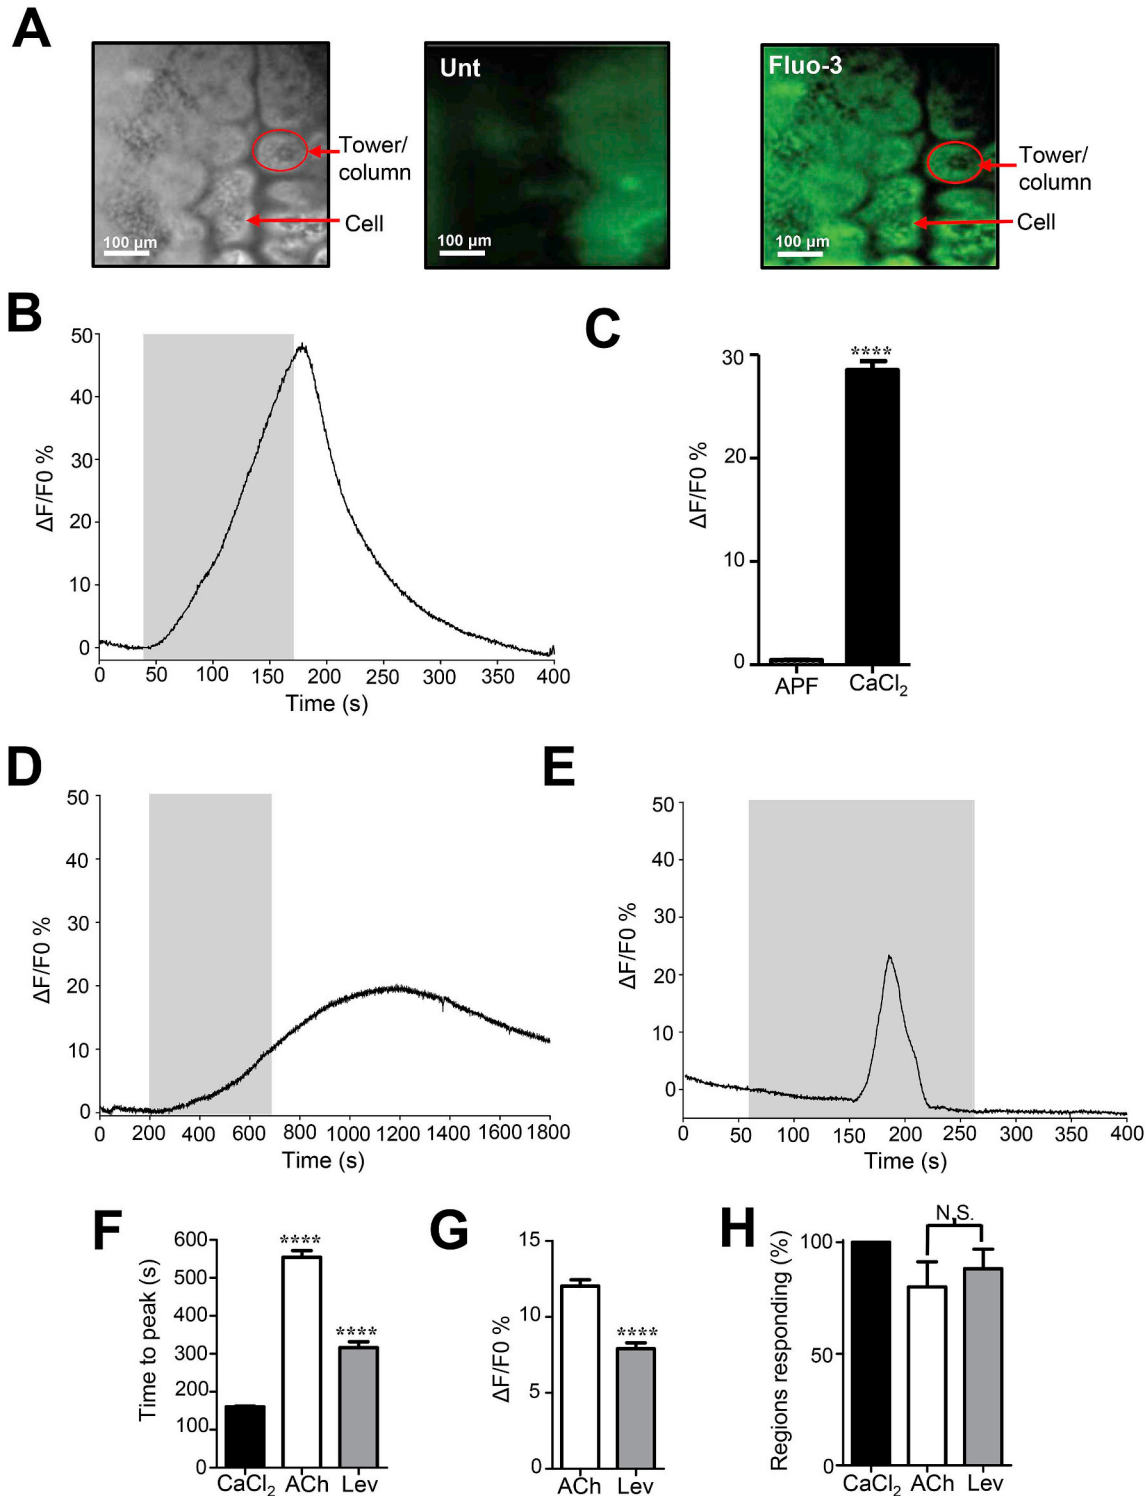 A
Tower/
column
Cell
100 µm
Unt
100 µm
Fluo-3
Tower/
column
Cell
100 µm
B
50
40
30
20
10
0
ΔF/F0 %
0 50 100 150 200 250 300 350 400
Time (s)
C
30
20
10
0
ΔF/F0 %
****
APF CaCl₂
D
50
40
30
20
10
0
ΔF/F0 %
0 200 400 600 800 1000 1200 1400 1600 1800
Time (s)
E
50
40
30
20
10
0
ΔF/F0 %
0 50 100 150 200 250 300 350 400
Time (s)
F
600
500
400
300
200
100
0
Time to peak (s)
****
****
CaCl₂ ACh Lev
G
15
10
5
0
ΔF/F0 %
****
ACh Lev
H
N.S.
100
50
0
Regions responding (%)
CaCl₂ ACh Lev